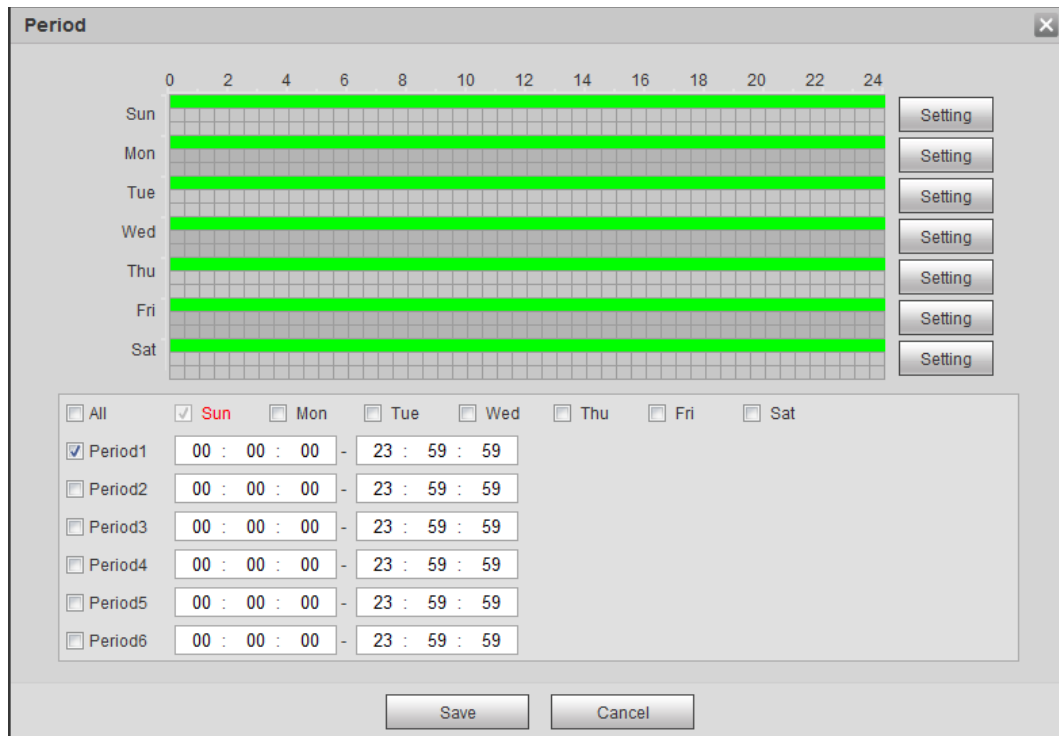 Period
0 2 4 6 8 10 12 14 16 18 20 22 24
Sun Setting
Mon Setting
Tue Setting
Wed Setting
Thu Setting
Fri Setting
Sat Setting
All Sun Mon Tue Wed Thu Fri Sat
Period1 00 : 00 : 00 - 23 : 59 : 59
Period2 00 : 00 : 00 - 23 : 59 : 59
Period3 00 : 00 : 00 - 23 : 59 : 59
Period4 00 : 00 : 00 - 23 : 59 : 59
Period5 00 : 00 : 00 - 23 : 59 : 59
Period6 00 : 00 : 00 - 23 : 59 : 59
Save Cancel